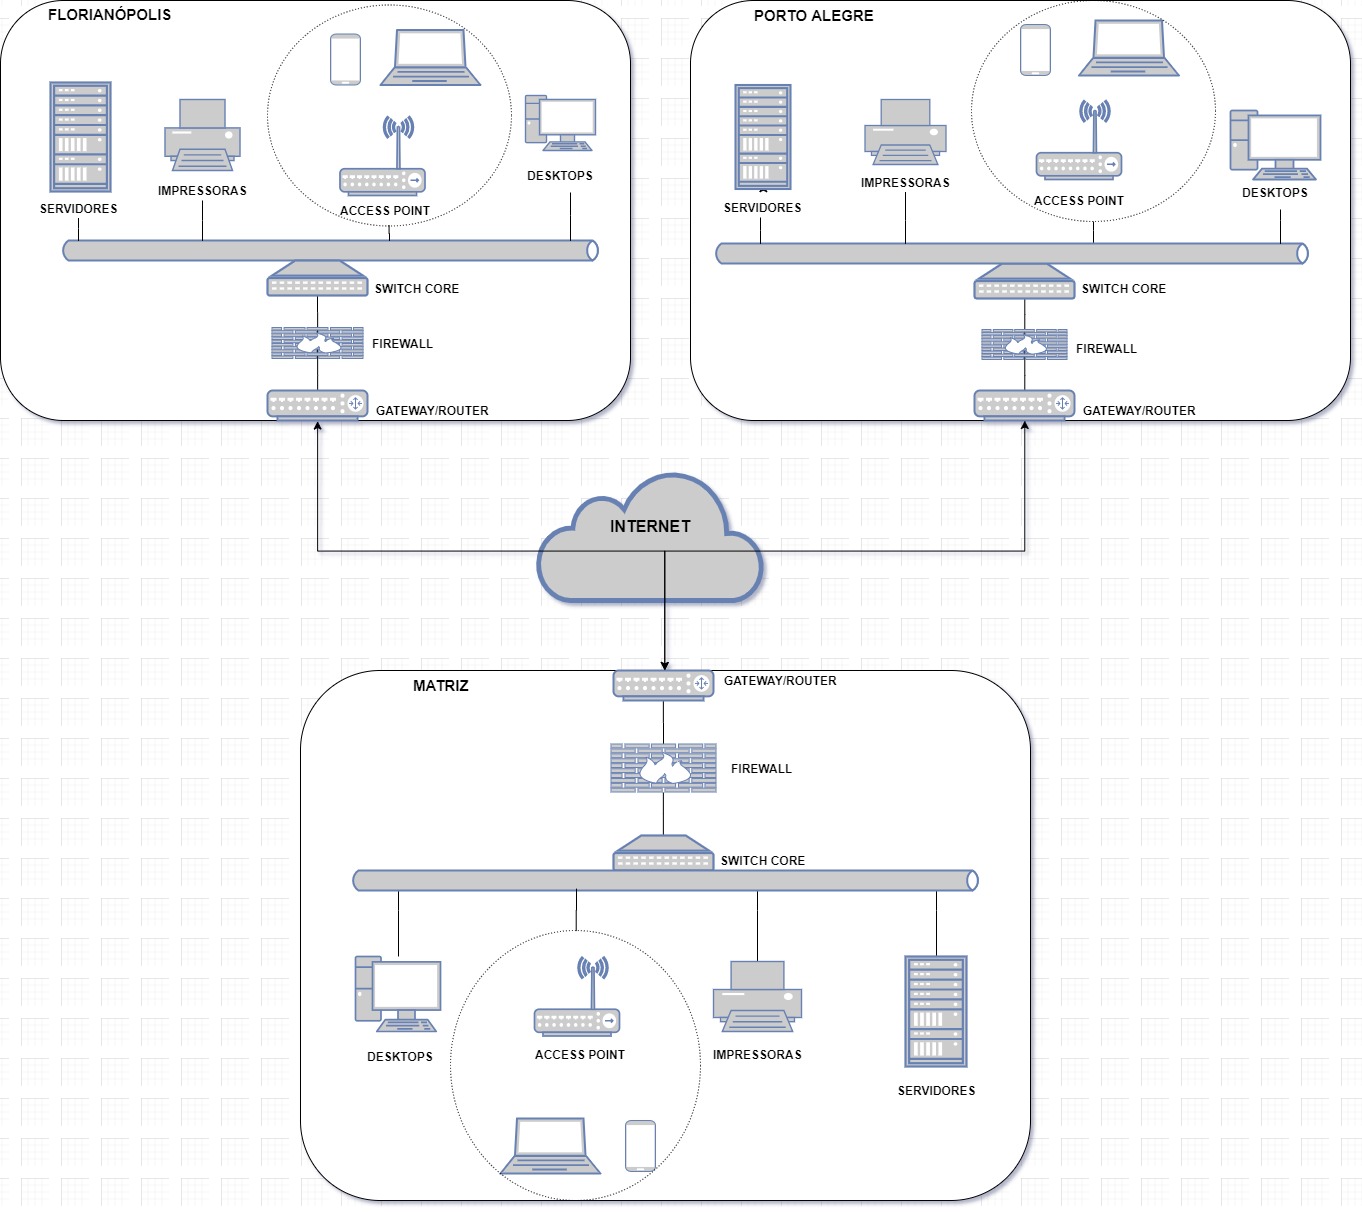 FLORIANÓPOLIS
PORTO ALEGRE
DESKTOPS
IMPRESSORAS
SERVIDORES
ACCESS POINT
IMPRESSORAS
DESKTOPS
SERVIDORES
ACCESS POINT
SWITCH CORE
SWITCH CORE
FIREWALL
FIREWALL
GATEWAY/ROUTER
GATEWAY/ROUTER
INTERNET
MATRIZ
GATEWAY/ROUTER
FIREWALL
SWITCH CORE
DESKTOPS
ACCESS POINT
IMPRESSORAS
SERVIDORES